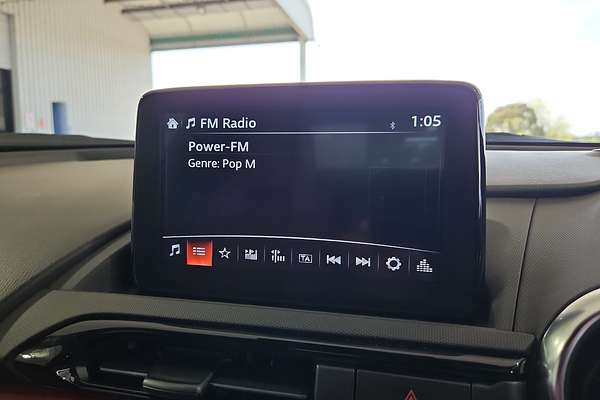 FM Radio 1:05
Power-FM
Genre: Pop M
TA